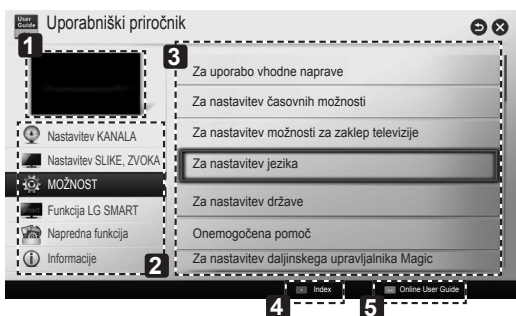 User Guide
Uporabniški priročnik
1
3
Nastavitev KANALA
Nastavitev SLIKE, ZVOKA
MOŽNOST
Funkcija LG SMART
Napredna funkcija
Informacije
2
Za uporabo vhodne naprave
Za nastavitev časovnih možnosti
Za nastavitev možnosti za zaklep televizije
Za nastavitev jezika
Za nastavitev države
Onemogočena pomoč
Za nastavitev daljinskega upravljalnika Magic
Index
Online User Guide
4
5